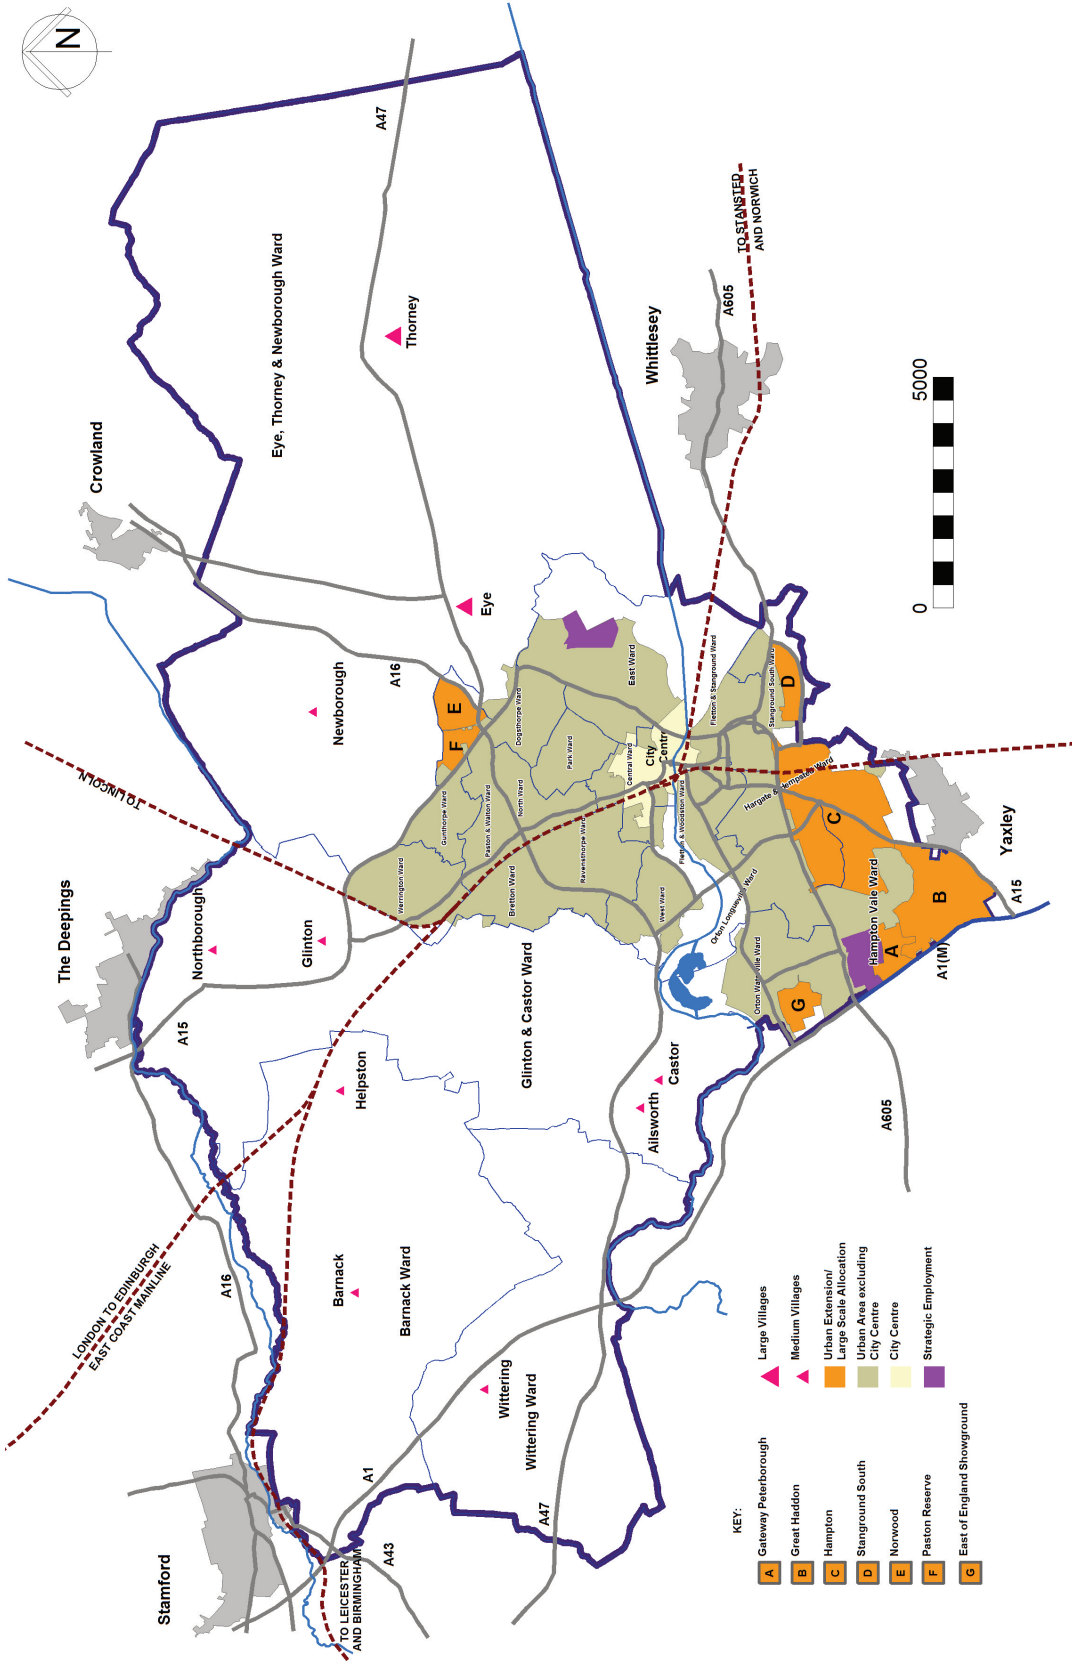 N
A47
Eye, Thorney & Newborough Ward
Thorney
Crowland
TO STANSTED
AND NORWICH
A605
Whittlesey
5000
0
Eye
Newborough
A16
E
F
D
East Ward
Dogsthorpe Ward
Park Ward
Central Ward
City
Centre
Fletton & Stanground Ward
Stanground South Ward
Gunthorpe Ward
Paston & Walton Ward
North Ward
Ravensthorpe Ward
Fletton & Woodston Ward
Hargate & Hempsted Ward
C
Yaxley
Werrington Ward
Bretton Ward
West Ward
Orton Longueville Ward
Orton Waterville Ward
Hampton Vale Ward
B
A
A15
A1(M)
G
TO LINCOLN
The Deepings
Northborough
Glinton
A15
Glinton & Castor Ward
Helpston
Castor
Ailsworth
A605
LONDON TO EDINBURGH
EAST COAST MAINLINE
A16
Barnack
Barnack Ward
Wittering
Wittering Ward
A1
A47
A43
Stamford
TO LEICESTER
AND BIRMINGHAM
KEY:
A Gateway Peterborough
B Great Haddon
C Hampton
D Stanground South
E Norwood
F Paston Reserve
G East of England Showground
Large Villages
Medium Villages
Urban Extension/
Large Scale Allocation
Urban Area excluding
City Centre
City Centre
Strategic Employment